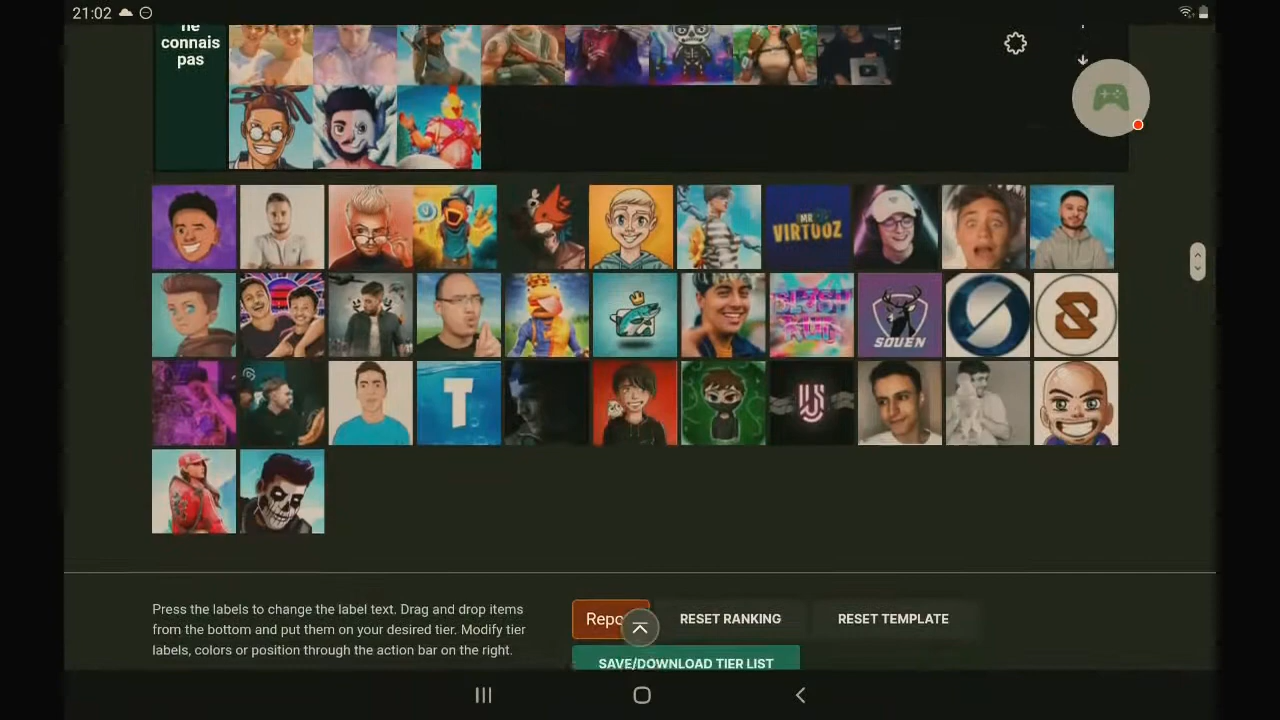 21:02
ne
connais
pas
MR
VIRTUOZ
SOVEN
S
S
T
Press the labels to change the label text. Drag and drop items
from the bottom and put them on your desired tier. Modify tier
labels, colors or position through the action bar on the right.
Repo
RESET RANKING
RESET TEMPLATE
SAVE/DOWNLOAD TIER LIST